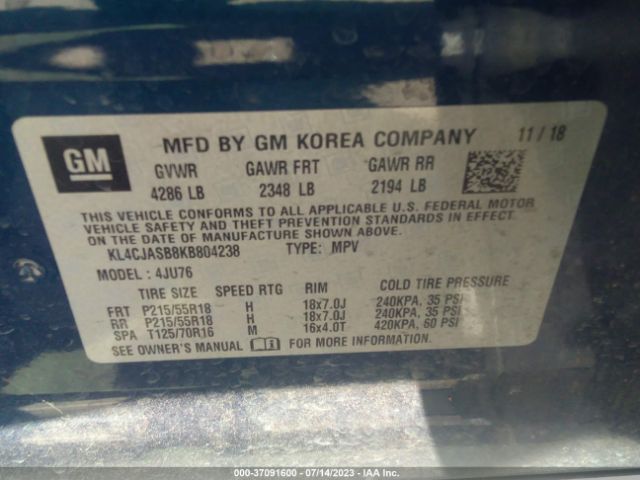 GM
MFD BY GM KOREA COMPANY 11 / 18
GVWR GAWR FRT GAWR RR
4286 LB 2348 LB 2194 LB
THIS VEHICLE CONFORMS TO ALL APPLICABLE U.S. FEDERAL MOTOR
VEHICLE SAFETY AND THEFT PREVENTION STANDARDS IN EFFECT
ON THE DATE OF MANUFACTURE SHOWN ABOVE.
KL4CJASB8KB804238 TYPE: MPV
MODEL : 4JU76
TIRE SIZE SPEED RTG RIM COLD TIRE PRESSURE
FRT P215/55R18 H 18x7.0J 240KPA, 35 PSI
RR P215/55R18 H 18x7.0J 240KPA, 35 PSI
SPA T125/70R16 M 16x4.0T 420KPA, 60 PSI
SEE OWNER'S MANUAL FOR MORE INFORMATION
000-37091600 07/14/2023 IAA Inc.